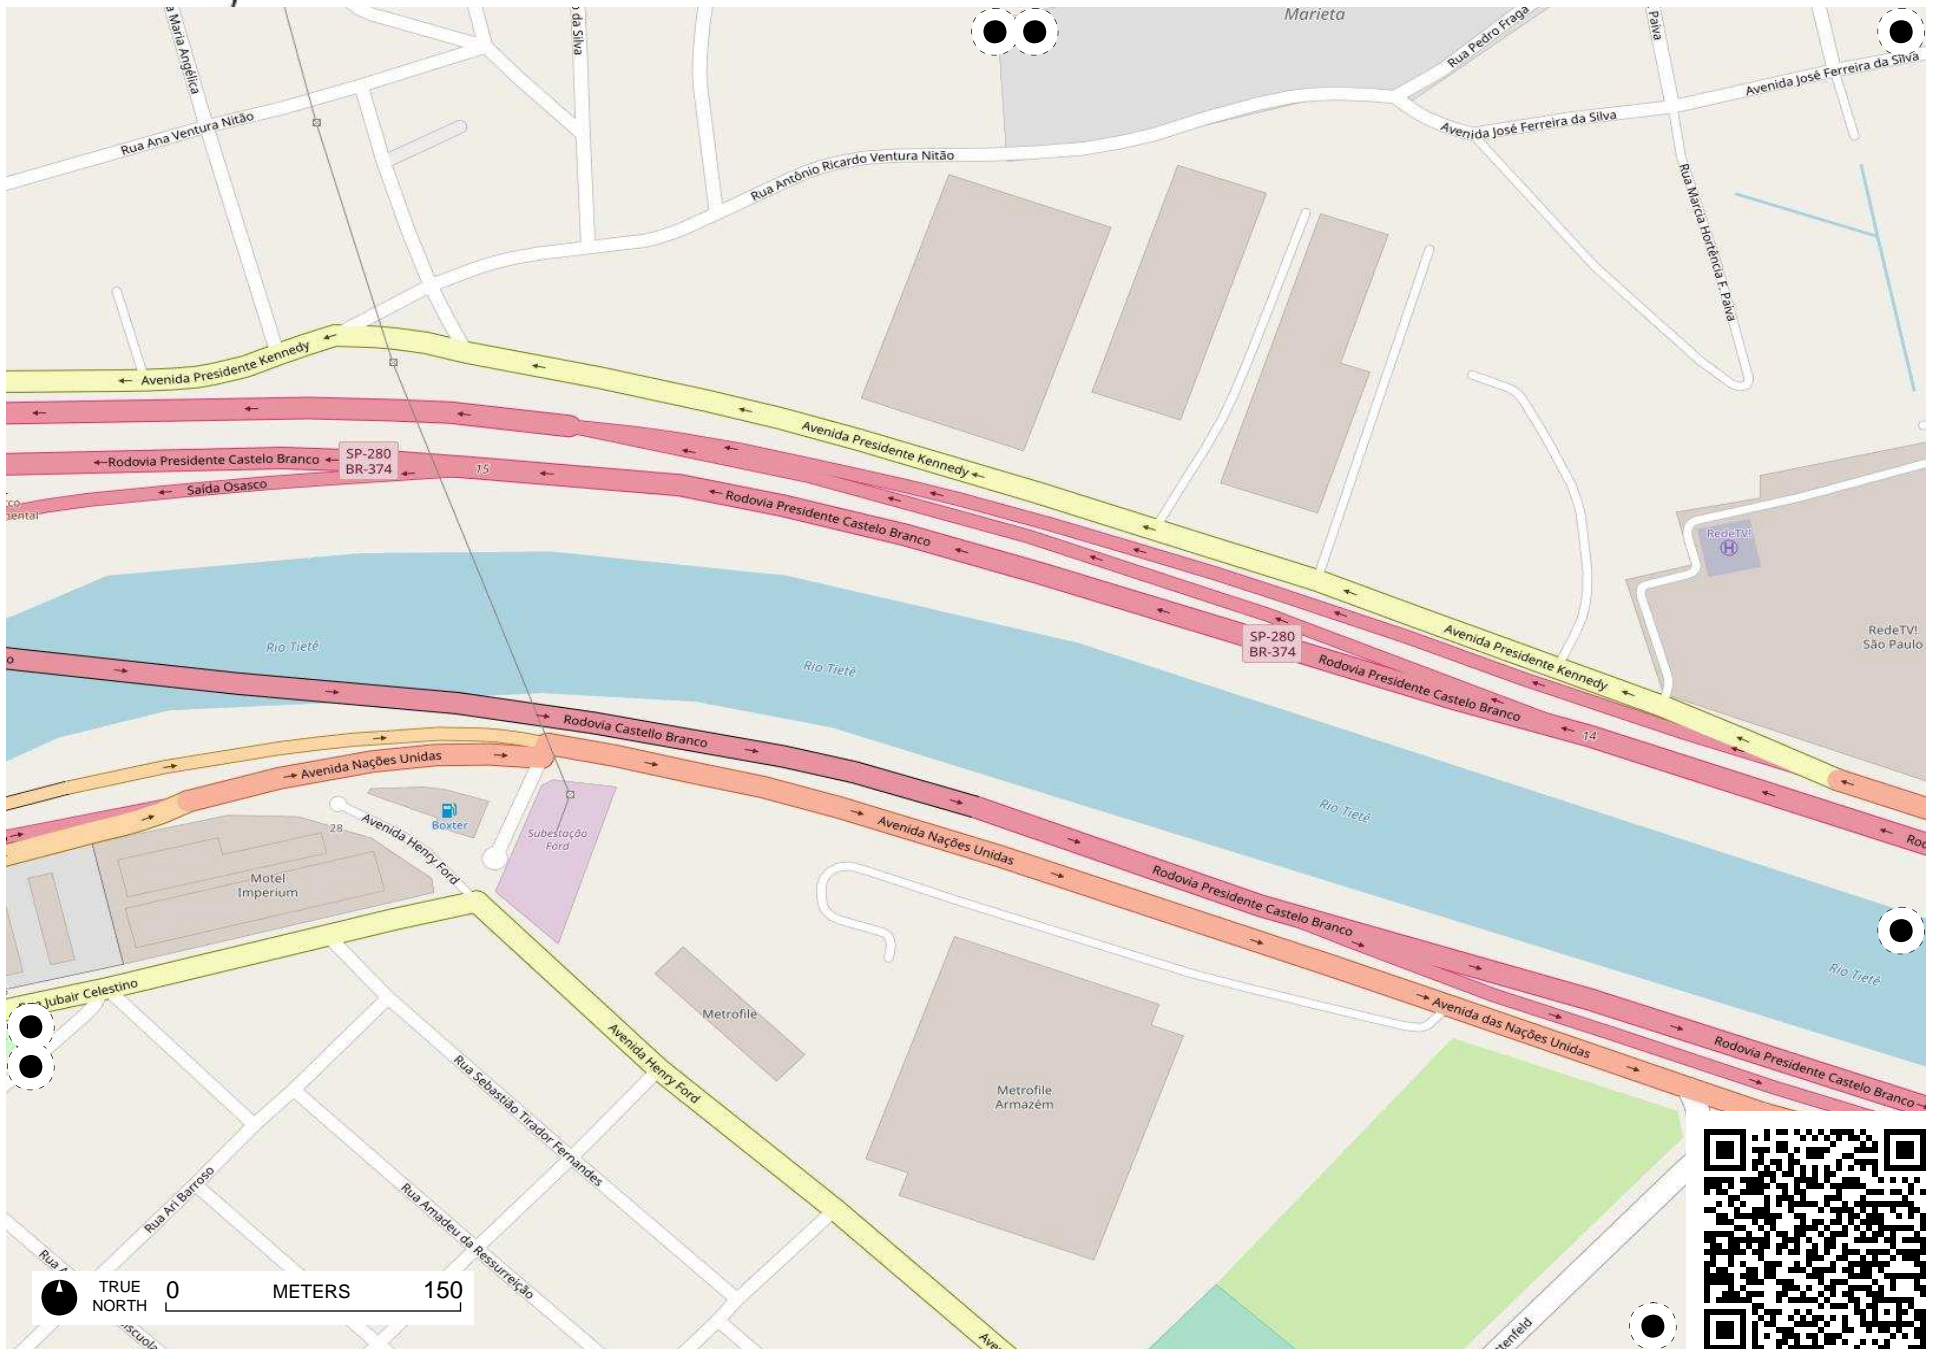 Marieta
Rua Pedro Fraga
Paiva
Avenida José Ferreira da Silva
Avenida José Ferreira da Silva
a Maria Angélica
da Silva
Rua Ana Ventura Nitão
Rua Antônio Ricardo Ventura Nitão
Rua Marcia Hortência F. Paiva
Avenida Presidente Kennedy
Avenida Presidente Kennedy
Rodovia Presidente Castelo Branco
SP-280
BR-374
15
Saída Osasco
Rodovia Presidente Castelo Branco
RedeTV!
H
RedeTV!
São Paulo
SP-280
BR-374
Avenida Presidente Kennedy
Rodovia Presidente Castelo Branco
14
Rio Tietê
Rio Tietê
Rio Tietê
Rio Tietê
Rodovia Castello Branco
Avenida Nações Unidas
Boxter
28
Avenida Henry Ford
Subestação
Ford
Avenida Nações Unidas
Motel
Imperium
Rodovia Presidente Castelo Branco
Avenida das Nações Unidas
Rodovia Presidente Castelo Branco
Jubair Celestino
Metrofile
Avenida Henry Ford
Metrofile
Armazém
Rua Sebastião Tirador Fernandes
Rua Ari Barroso
Rua Amadeu da Ressurreição
Rua
TRUE
NORTH
0 METERS 150